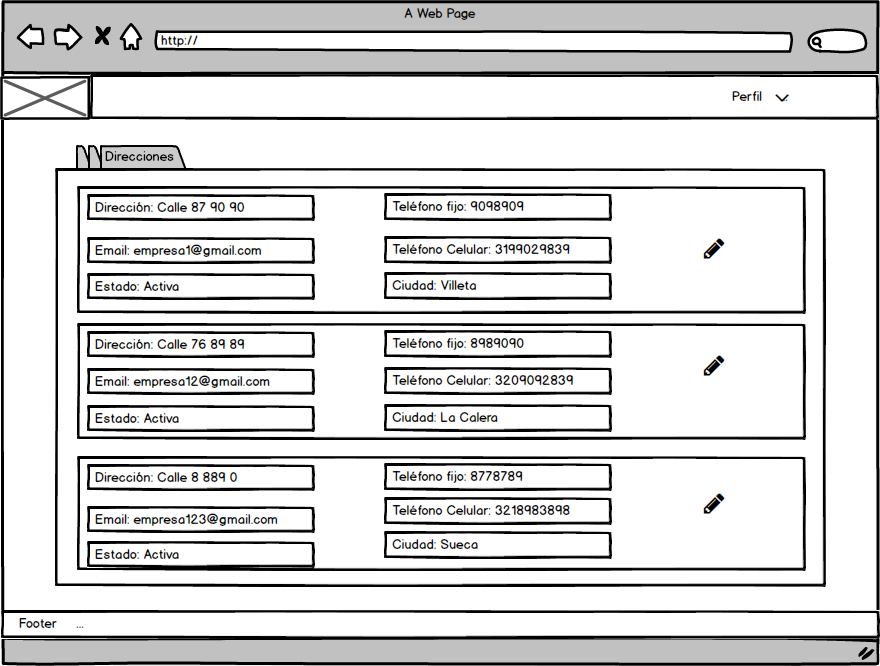 A Web Page
http://
Perfil
Direcciones
Dirección: Calle 87 90 90
Teléfono fijo: 9098909
Email: empresa1@gmail.com
Teléfono Celular: 3199029839
Estado: Activa
Ciudad: Villeta
Dirección: Calle 76 89 89
Teléfono fijo: 8989090
Email: empresa12@gmail.com
Teléfono Celular: 3209092839
Estado: Activa
Ciudad: La Calera
Dirección: Calle 8 889 0
Teléfono fijo: 8778789
Email: empresa123@gmail.com
Teléfono Celular: 3218983898
Estado: Activa
Ciudad: Sueca
Footer ...